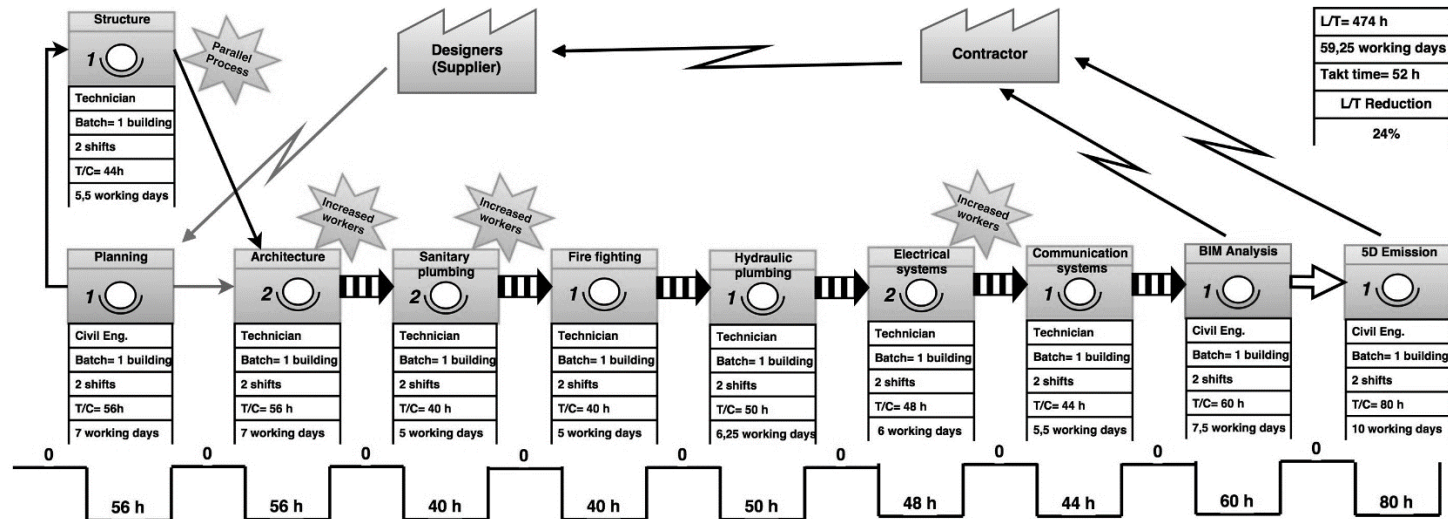 Structure
1
Parallel
Process
Technician
Batch= 1 building
2 shifts
T/C= 44h
5,5 working days
Designers
(Supplier)
Contractor
L/T= 474 h
59,25 working days
Takt time= 52 h
L/T Reduction
24%
Increased
workers
Increased
workers
Increased
workers
Planning
1
Civil Eng.
Batch= 1 building
2 shifts
T/C= 56h
7 working days
Architecture
2
Technician
Batch= 1 building
2 shifts
T/C= 56 h
7 working days
Sanitary
plumbing
2
Technician
Batch= 1 building
2 shifts
T/C= 40 h
5 working days
Fire fighting
1
Technician
Batch= 1 building
2 shifts
T/C= 40 h
5 working days
Hydraulic
plumbing
1
Technician
Batch= 1 building
2 shifts
T/C= 50 h
6,25 working days
Electrical
systems
2
Technician
Batch= 1 building
2 shifts
T/C= 48 h
6 working days
Communication
systems
1
Technician
Batch= 1 building
2 shifts
T/C= 44 h
5,5 working days
BIM Analysis
1
Civil Eng.
Batch= 1 building
2 shifts
T/C= 60 h
7,5 working days
5D Emission
1
Civil Eng.
Batch= 1 building
2 shifts
T/C= 80 h
10 working days
0 0 0 0 0 0 0 0 0
56 h 56 h 40 h 40 h 50 h 48 h 44 h 60 h 80 h